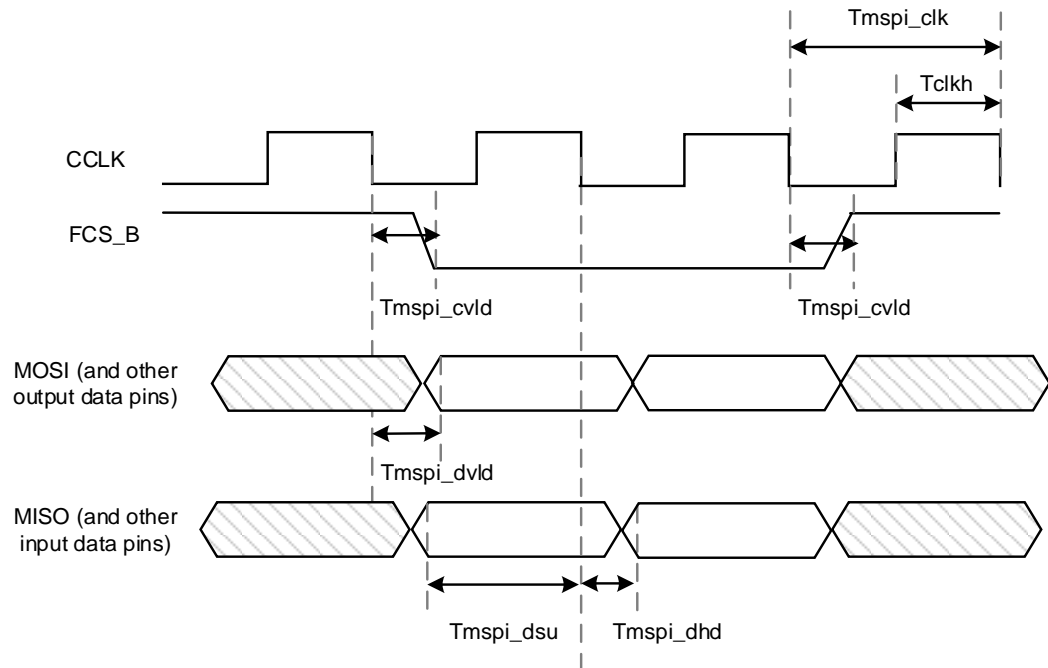 Tmspi_clk
Tclkh
CCLK
FCS_B
Tmspi_cvld
Tmspi_cvld
MOSI (and other
output data pins)
Tmspi_dvld
MISO (and other
input data pins)
Tmspi_dsu
Tmspi_dhd